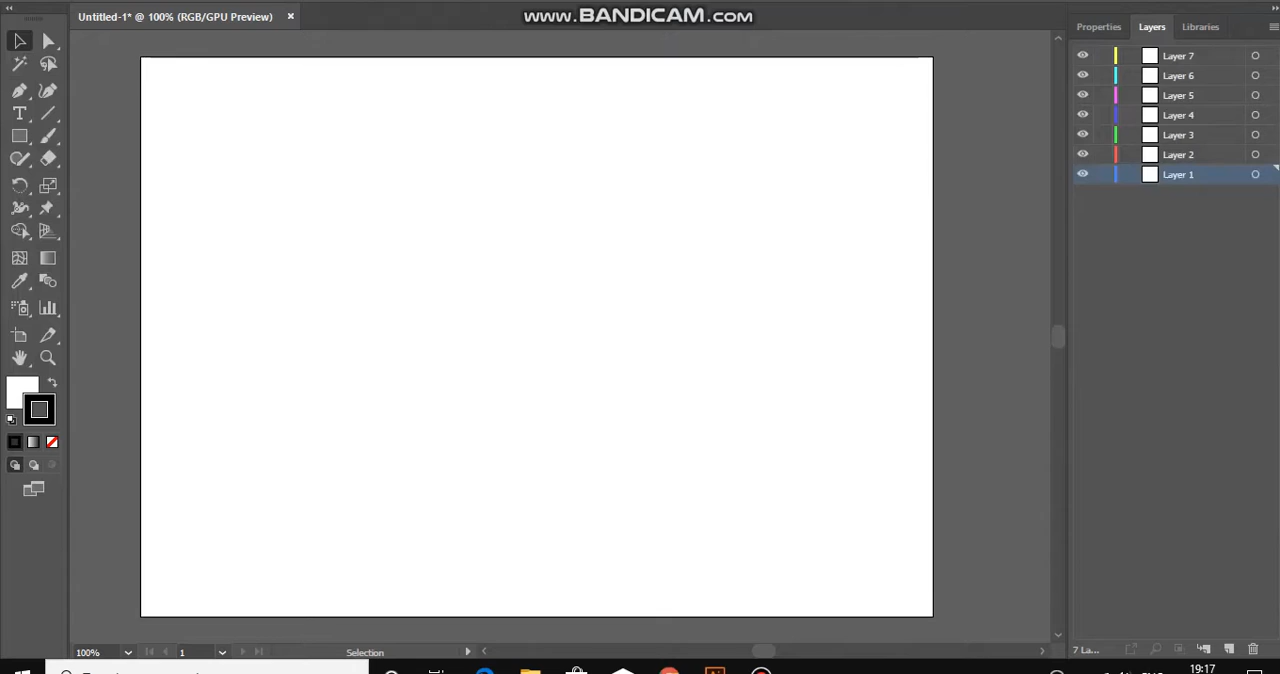 Untitled-1* @ 100% (RGB/GPU Preview) ×
www.BANDICAM.com
Properties Layers Libraries
Layer 7
Layer 6
Layer 5
Layer 4
Layer 3
Layer 2
Layer 1
T
100% 1 Selection
7 La...
Ai
19:17